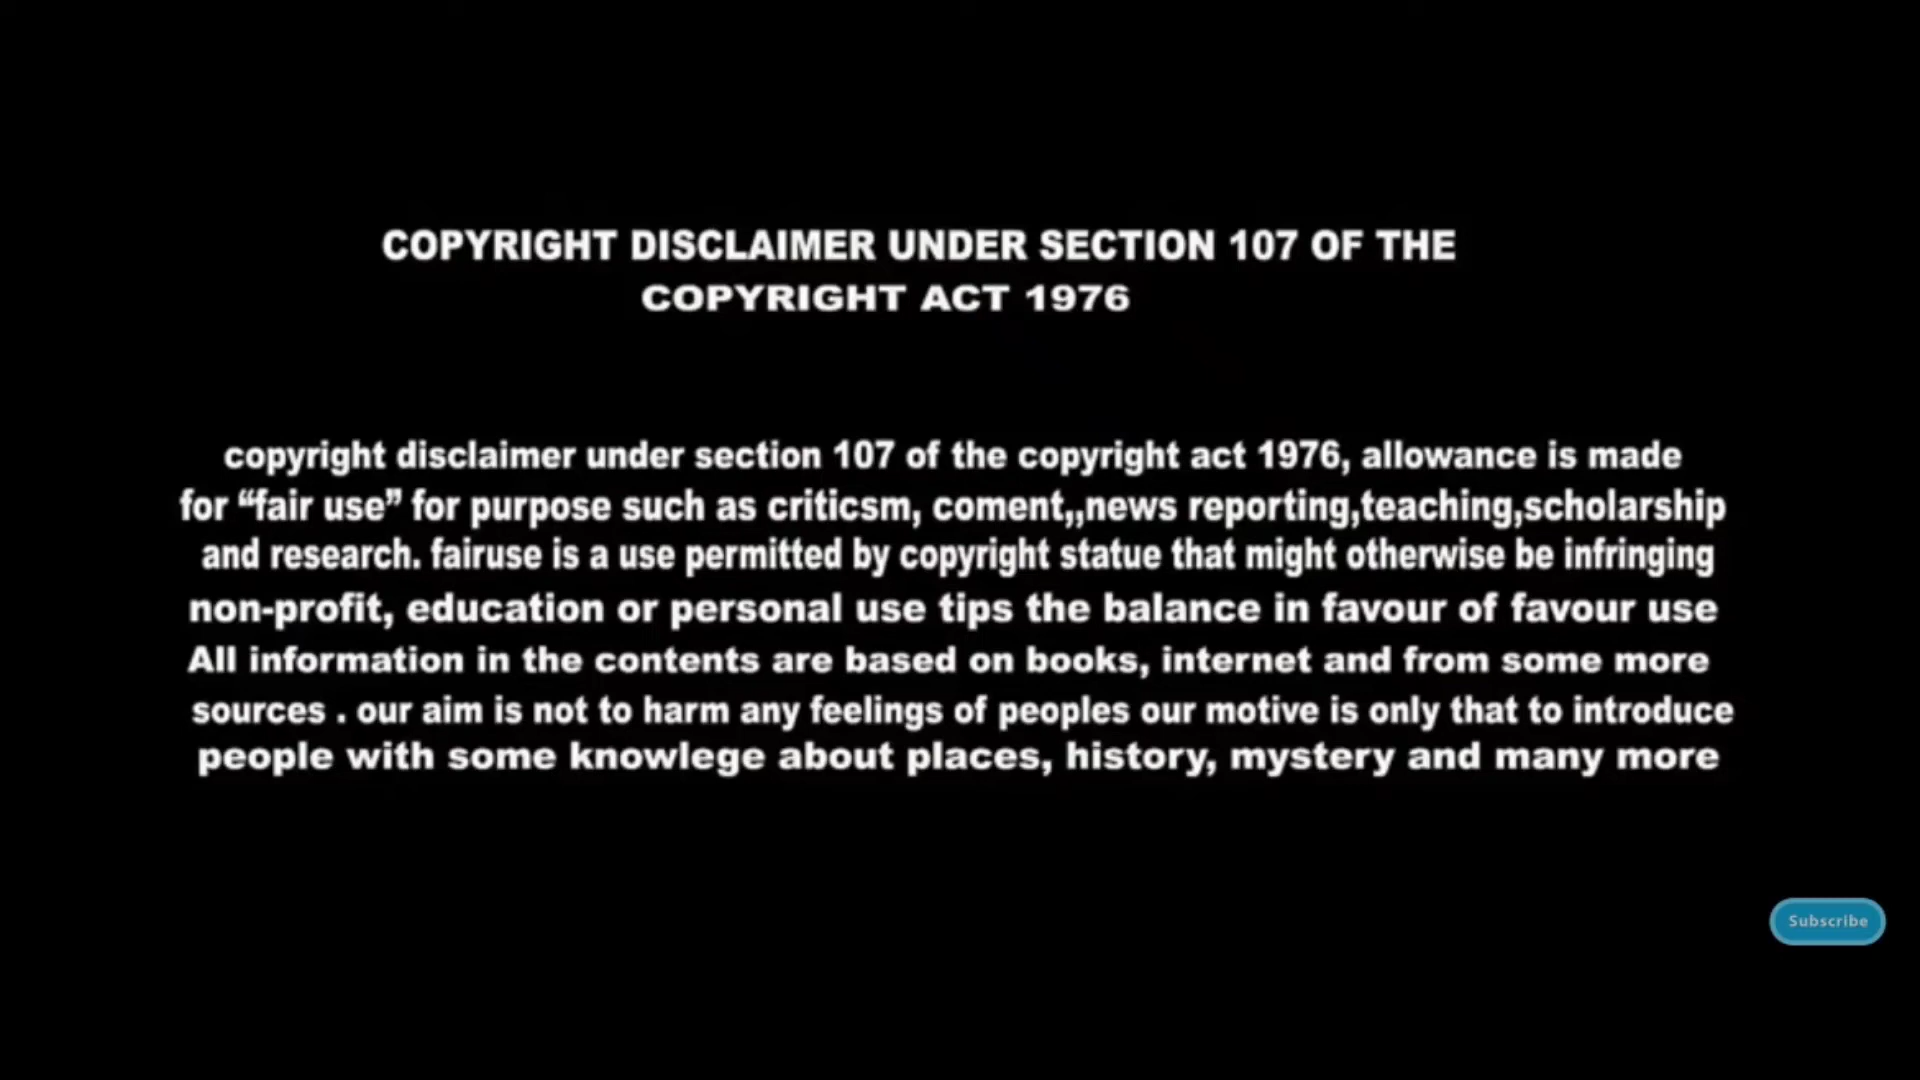 COPYRIGHT DISCLAIMER UNDER SECTION 107 OF THE
COPYRIGHT ACT 1976
copyright disclaimer under section 107 of the copyright act 1976, allowance is made
for “fair use” for purpose such as criticsm, coment,,news reporting,teaching,scholarship
and research. fairuse is a use permitted by copyright statue that might otherwise be infringing
non-profit, education or personal use tips the balance in favour of favour use
All information in the contents are based on books, internet and from some more
sources . our aim is not to harm any feelings of peoples our motive is only that to introduce
people with some knowlege about places, history, mystery and many more
Subscribe